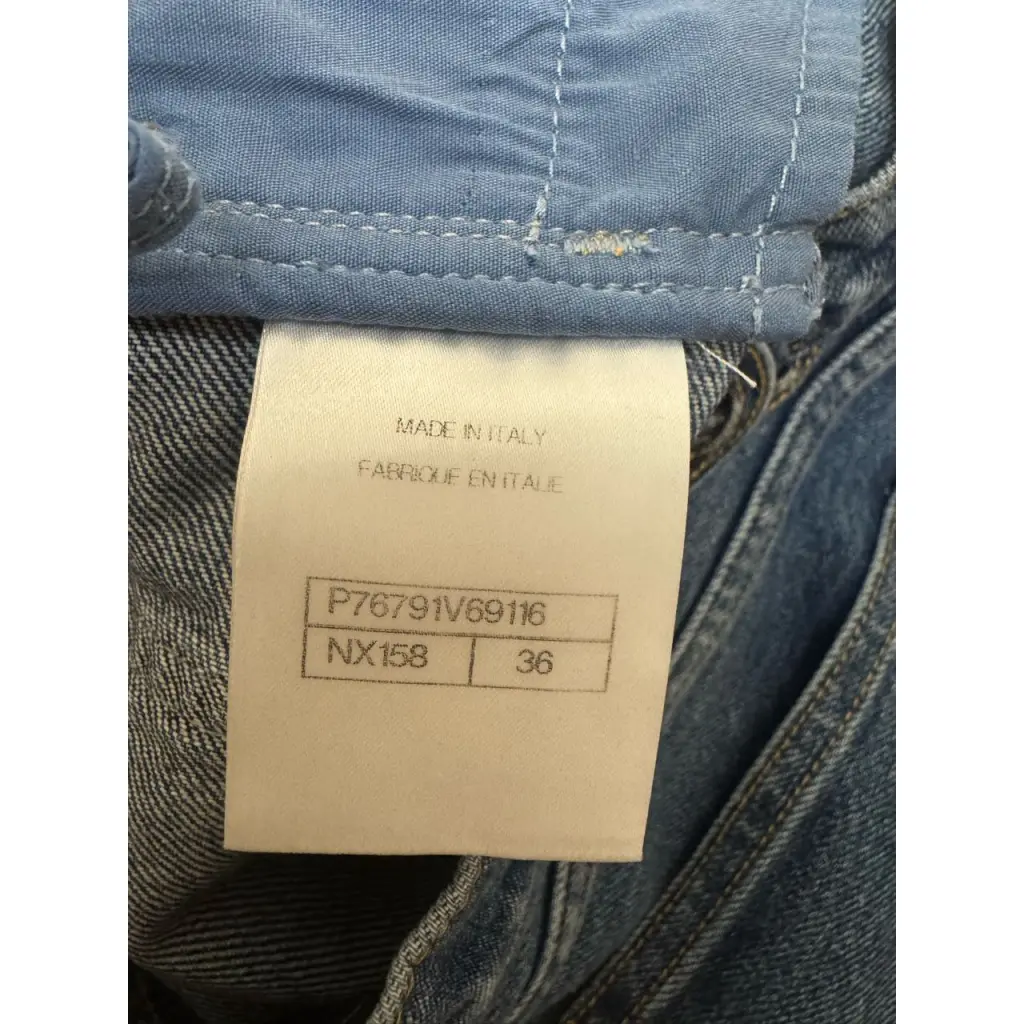 MADE IN ITALY
FABRIQUE EN ITALIE
P76791V69116
NX158 36